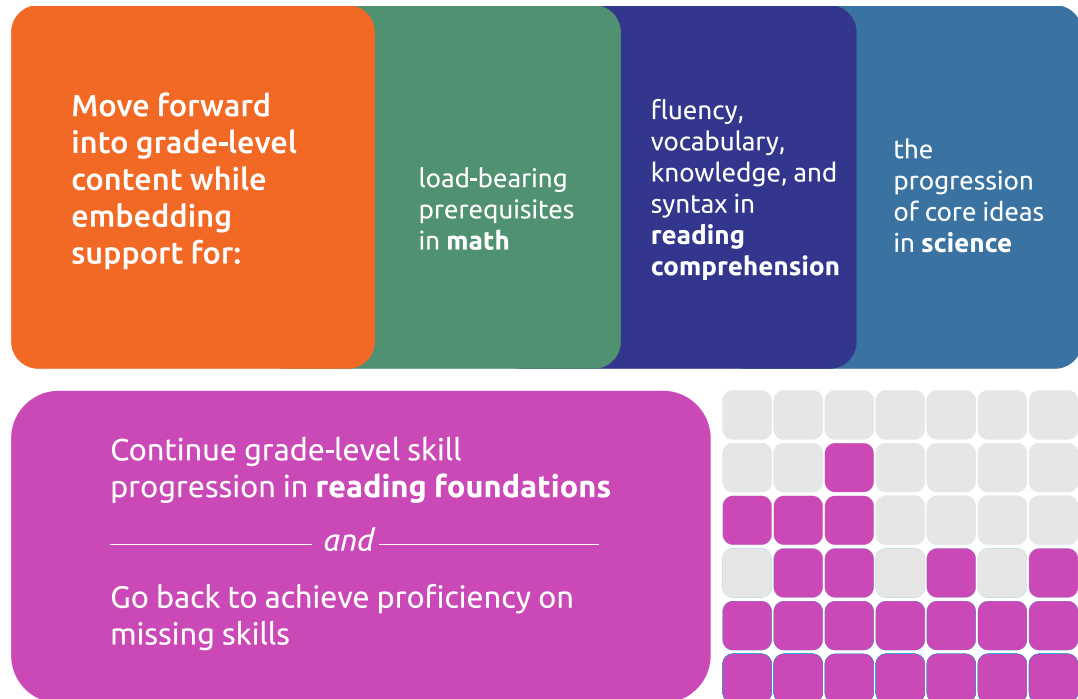 Move forward
into grade-level
content while
embedding
support for:
load-bearing
prerequisites
in math
fluency,
vocabulary,
knowledge, and
syntax in
reading
comprehension
the
progression
of core ideas
in science
Continue grade-level skill
progression in reading foundations
and
Go back to achieve proficiency on
missing skills